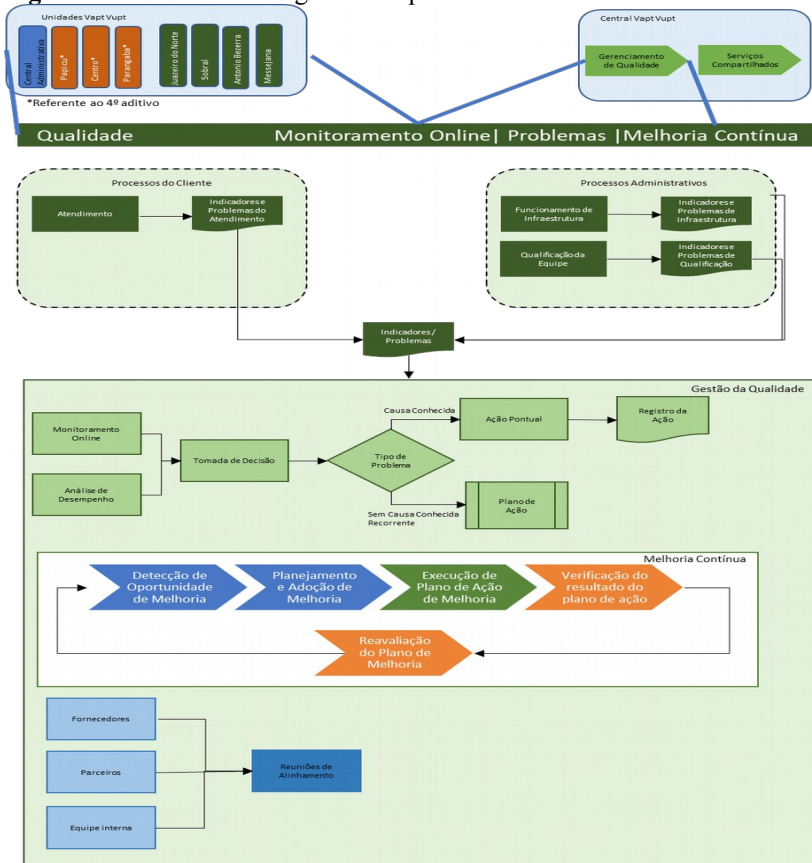 Unidades Vapt Vupt
Central
Administrativa
Papicu*
Centro*
Parangaba*
Juazeiro do Norte
Sobral
Antonio Bezerra
Messejana
*Referente ao 4º aditivo
Central Vapt Vupt
Gerenciamento
de Qualidade
Serviços
Compartilhados
Qualidade
Monitoramento Online| Problemas |Melhoria Contínua
Processos do Cliente
Atendimento
Indicadores e
Problemas do
Atendimento
Processos Administrativos
Funcionamento de
Infraestrutura
Indicadores e
Problemas de
Infraestrutura
Qualificação da
Equipe
Indicadores e
Problemas de
Qualificação
Indicadores /
Problemas
Gestão da Qualidade
Monitoramento
Online
Análise de
Desempenho
Tomada de Decisão
Tipo de
Problema
Causa Conhecida
Ação Pontual
Registro da
Ação
Sem Causa Conhecida
Recorrente
Plano de
Ação
Melhoria Contínua
Detecção de
Oportunidade
de Melhoria
Planejamento
e Adoção de
Melhoria
Execução de
Plano de Ação
de Melhoria
Verificação do
resultado do
plano de ação
Reavaliação
do Plano de
Melhoria
Fornecedores
Parceiros
Equipe interna
Reuniões de
Alinhamento